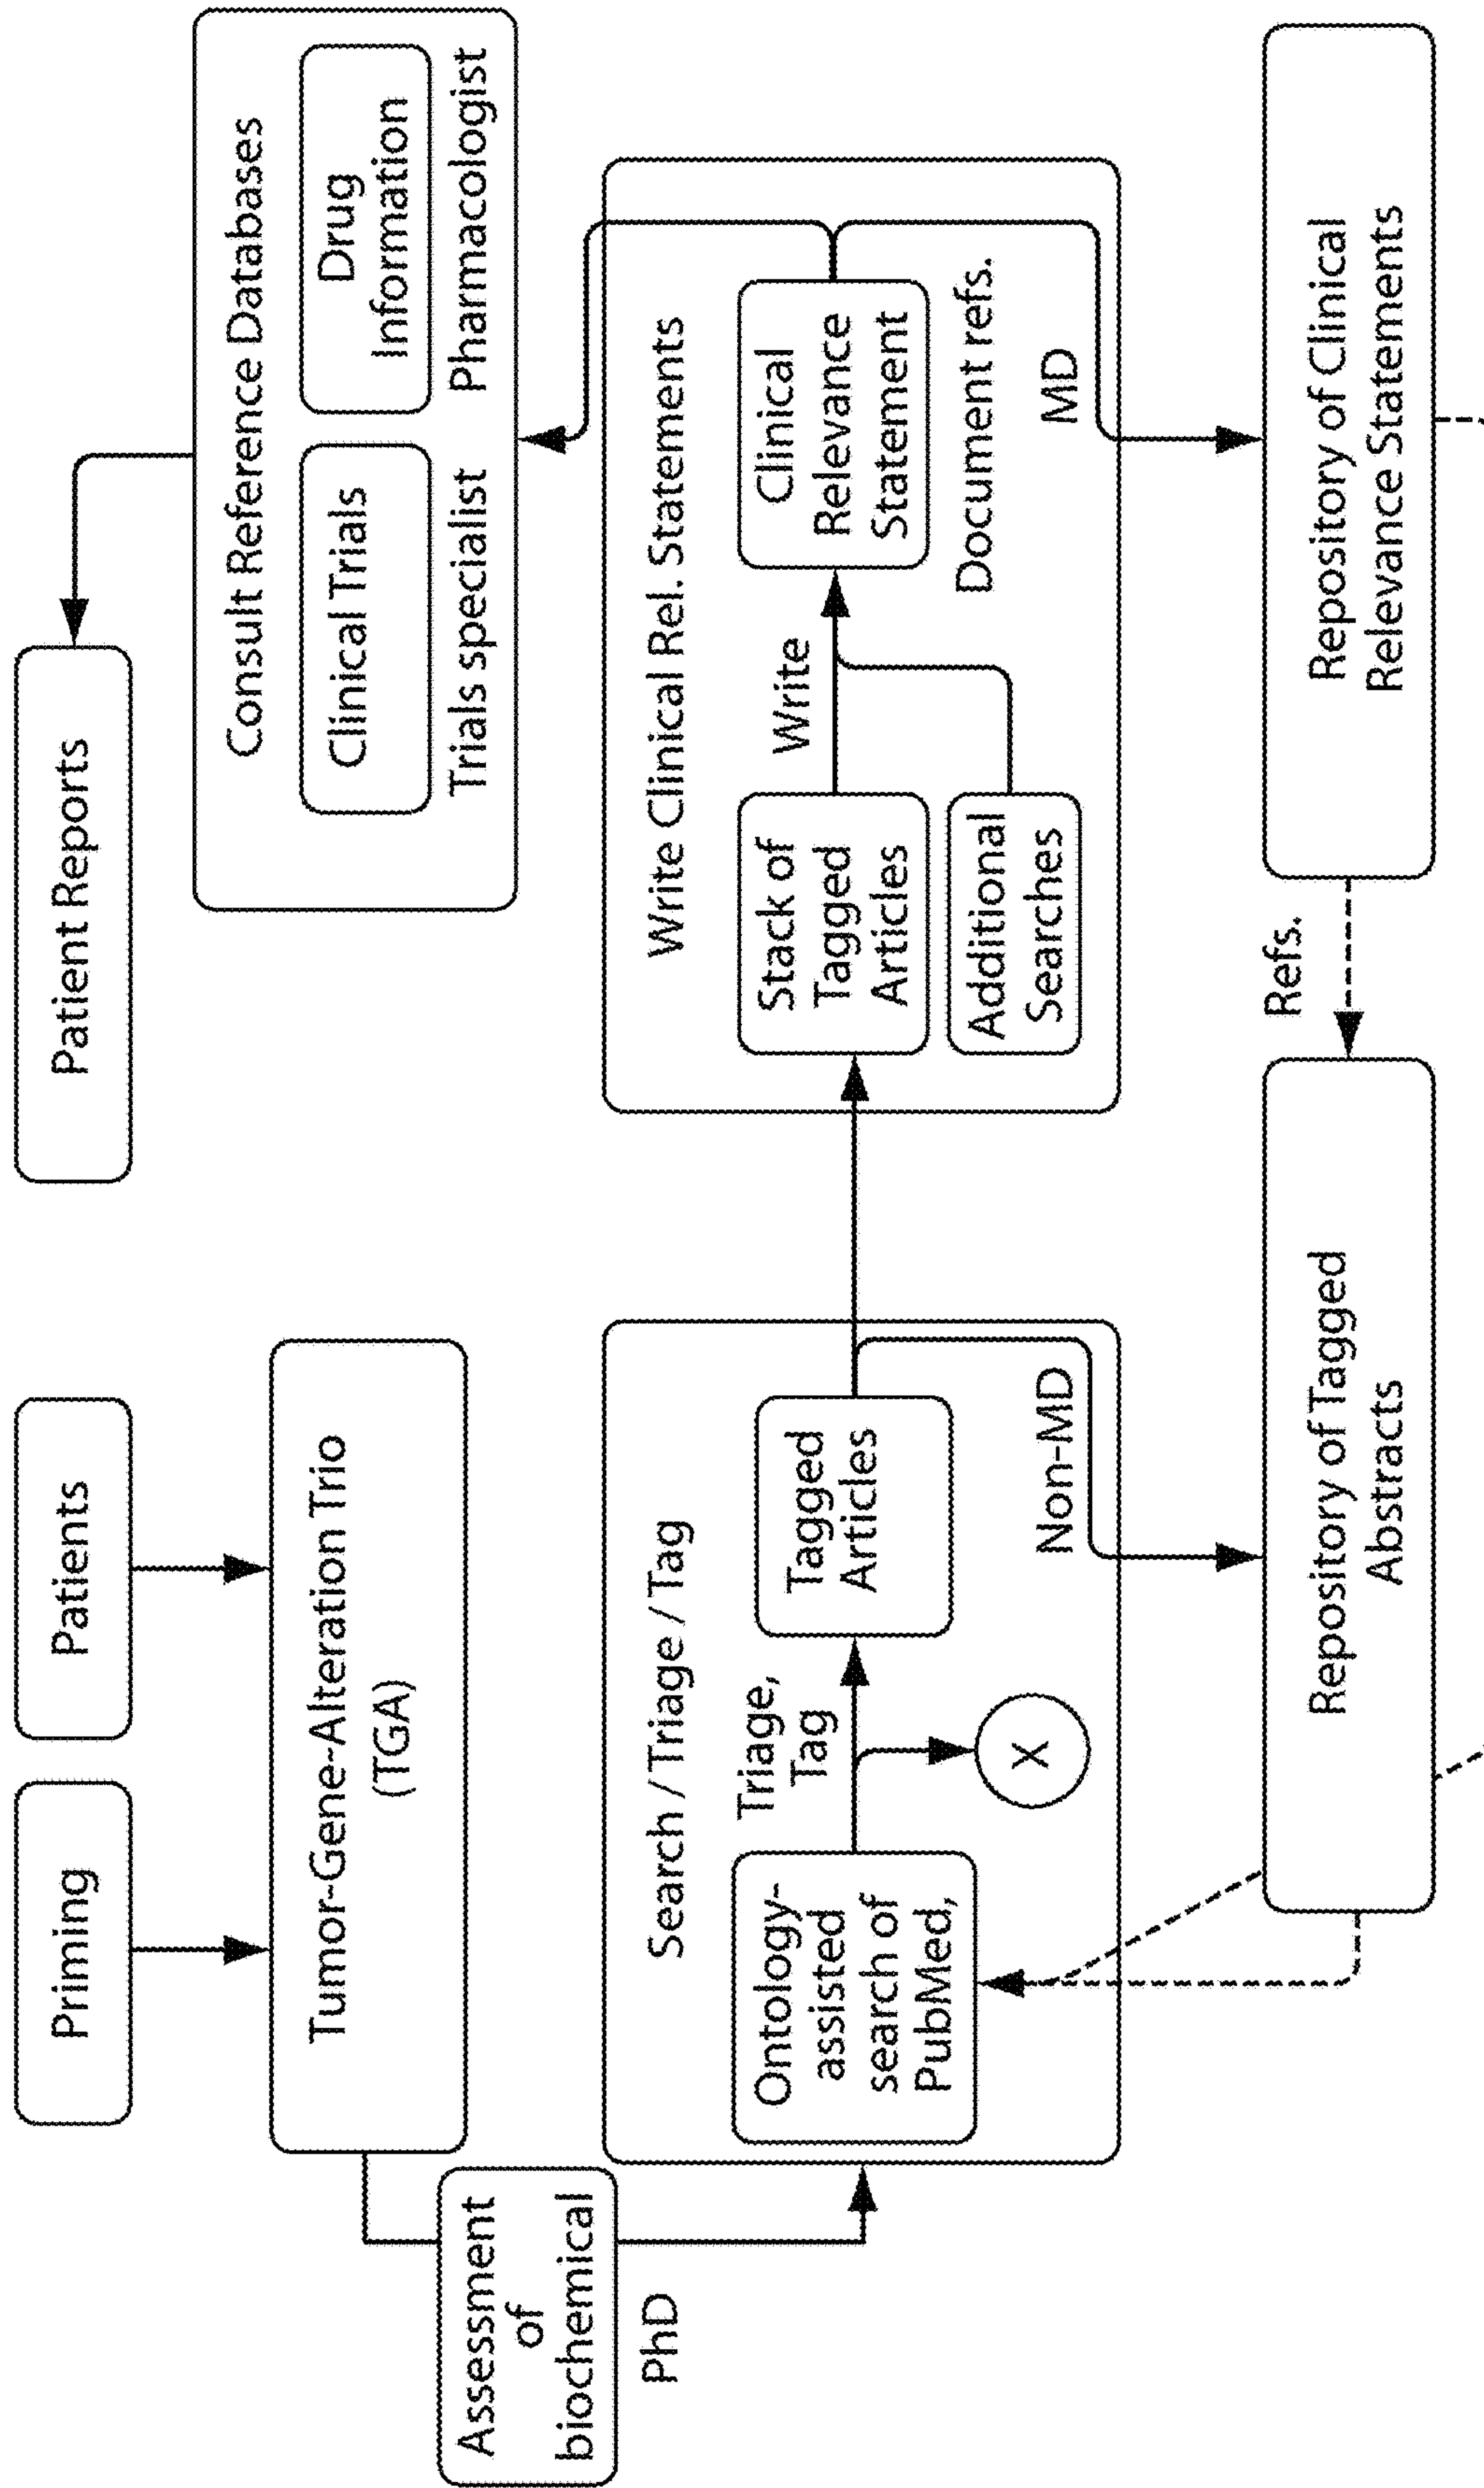 Priming
Patients
Patient Reports
Tumor-Gene-Alteration Trio
(TGA)
Consult Reference Databases
Clinical Trials
Drug
Information
Trials specialist
Pharmacologist
Assessment
of
biochemical
PhD
Search / Triage / Tag
Ontology-
assisted
search of
PubMed,
Triage,
Tag
X
Tagged
Articles
Non-MD
Write Clinical Rel. Statements
Stack of
Tagged
Articles
Additional
Searches
Write
Clinical
Relevance
Statement
Document refs.
MD
Repository of Tagged
Abstracts
Refs.
Repository of Clinical
Relevance Statements